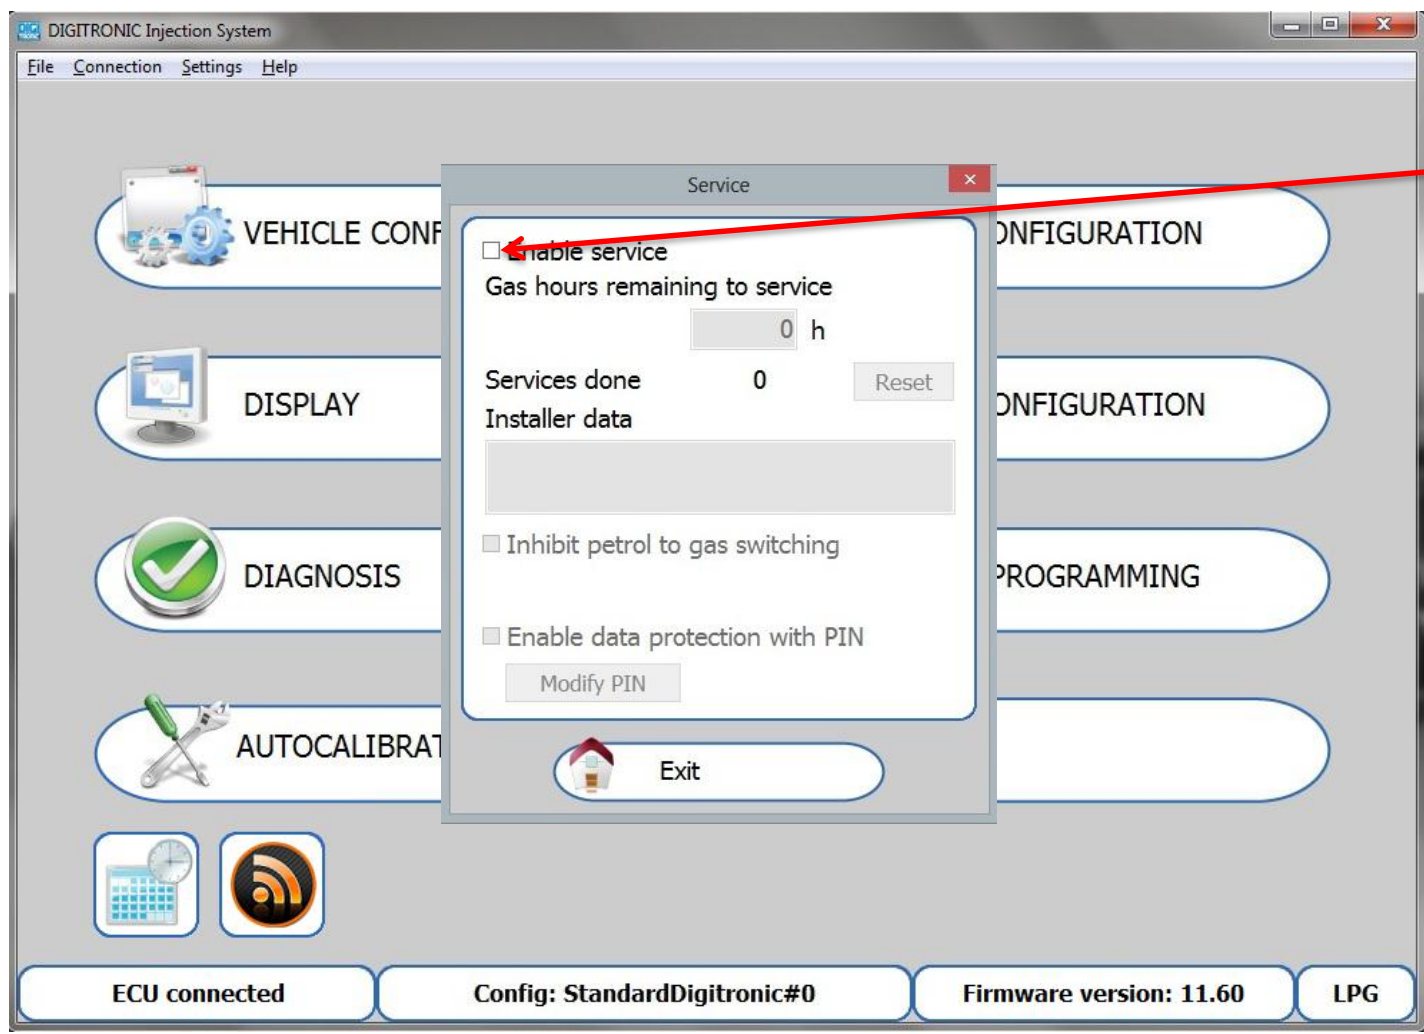 DIGITRONIC Injection System
File Connection Settings Help
Service
VEHICLE CONF
ONFIGURATION
Enable service
Gas hours remaining to service
0 h
Services done 0 Reset
DISPLAY
ONFIGURATION
Installer data
Inhibit petrol to gas switching
DIAGNOSIS
PROGRAMMING
Enable data protection with PIN
Modify PIN
AUTOCALIBRAT
Exit
ECU connected Config: StandardDigitronic#0 Firmware version: 11.60 LPG